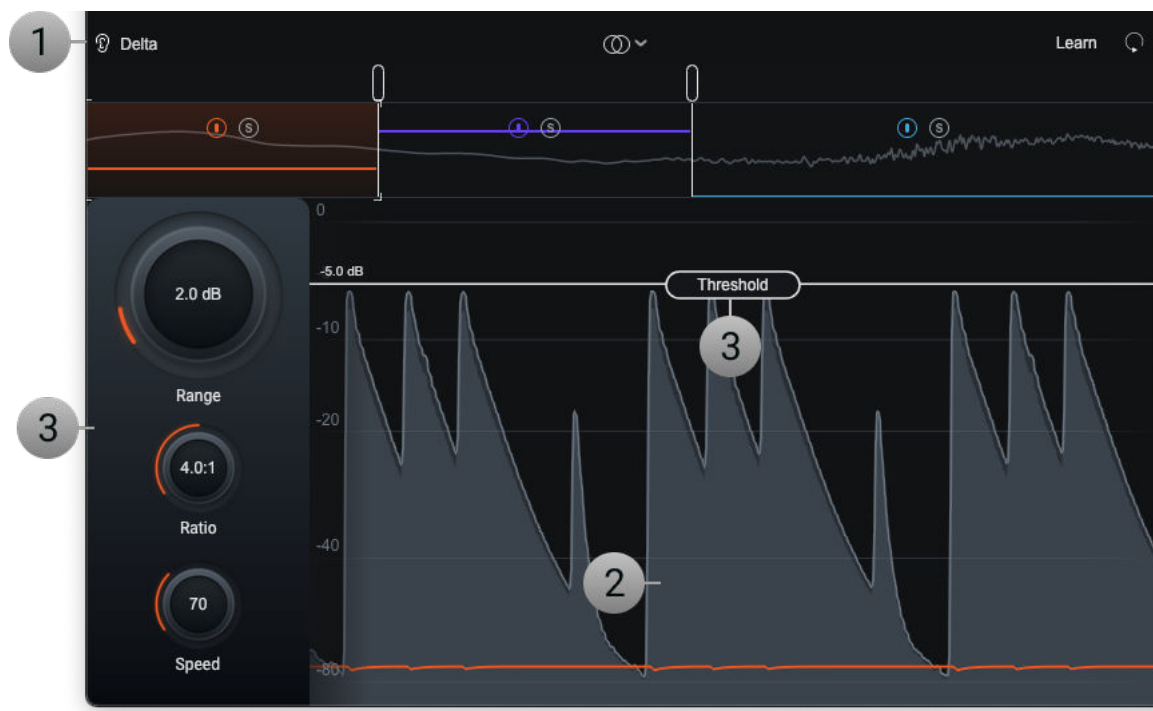 1
Delta
Learn
S
S
S
0
-5.0 dB
Threshold
2.0 dB
-10
3
Range
3
-20
4.0:1
Ratio
-40
2
70
Speed
-80